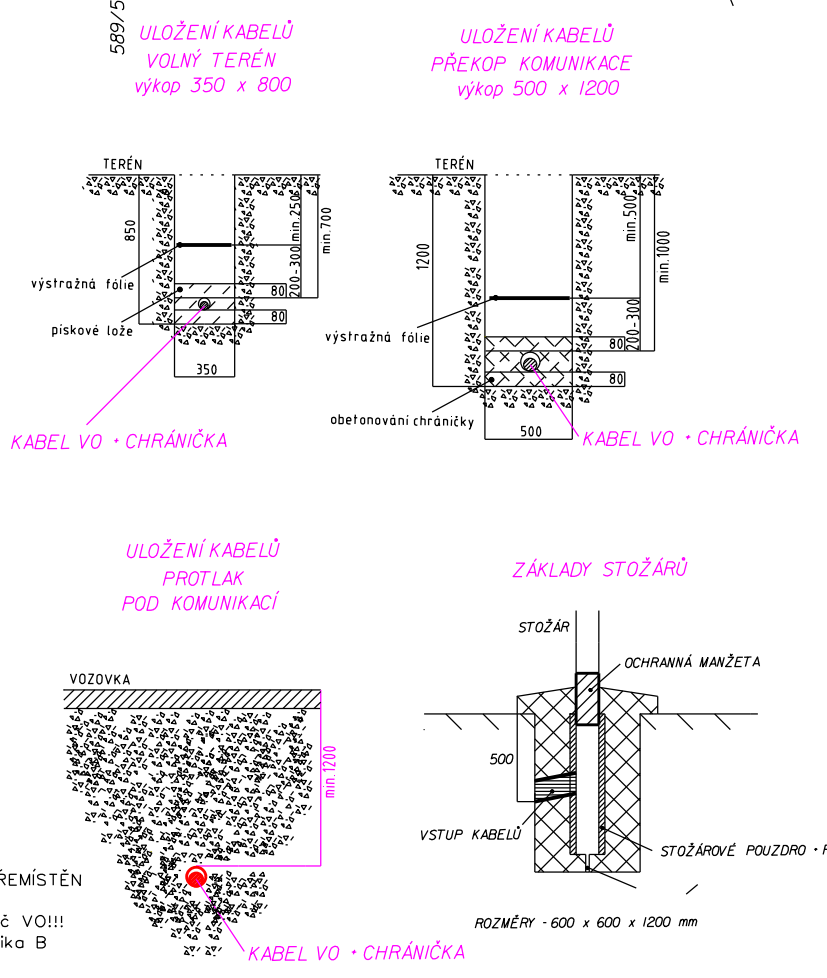 589/5
ULOŽENÍ KABELŮ
VOLNÝ TERÉN
výkop 350 x 800
TERÉN
850
min.250
min.700
200-300
80
80
výstražná fólie
pískové lože
350
KABEL VO + CHRÁNIČKA
ULOŽENÍ KABELŮ
PŘEKOP KOMUNIKACE
výkop 500 x 1200
TERÉN
1200
min.500
min.1000
200-300
80
80
výstražná fólie
obetonování chráničky
500
KABEL VO + CHRÁNIČKA
ULOŽENÍ KABELŮ
PROTLAK
POD KOMUNIKACÍ
VOZOVKA
min.1200
KABEL VO + CHRÁNIČKA
ŘEMÍSTĚN
č VO!!!
ika B
ZÁKLADY STOŽÁRŮ
STOŽÁR
OCHRANNÁ MANŽETA
500
VSTUP KABELŮ
STOŽÁROVÉ POUZDRO +
ROZMĚRY - 600 x 600 x 1200 mm